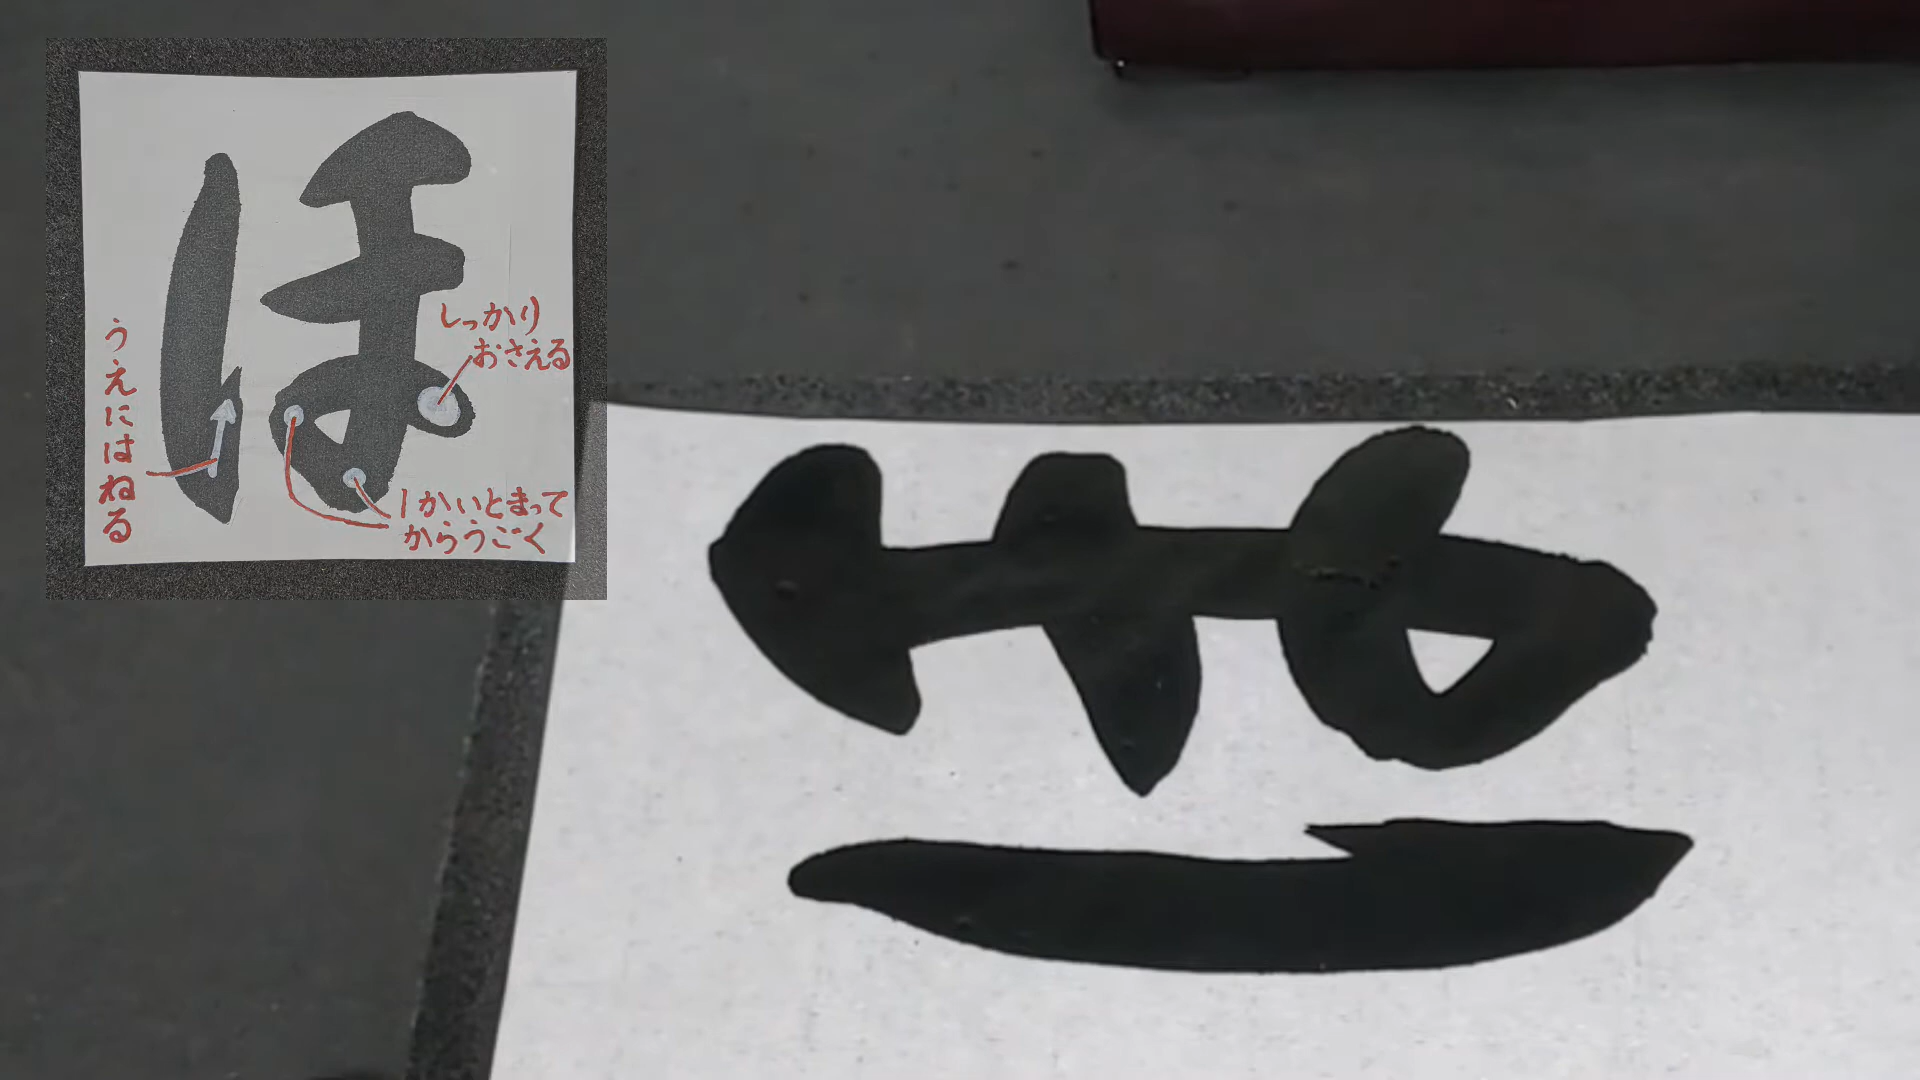 ほ
しっかり
おさえる
うえにはねる
1かいとまって
からうごく
ほ